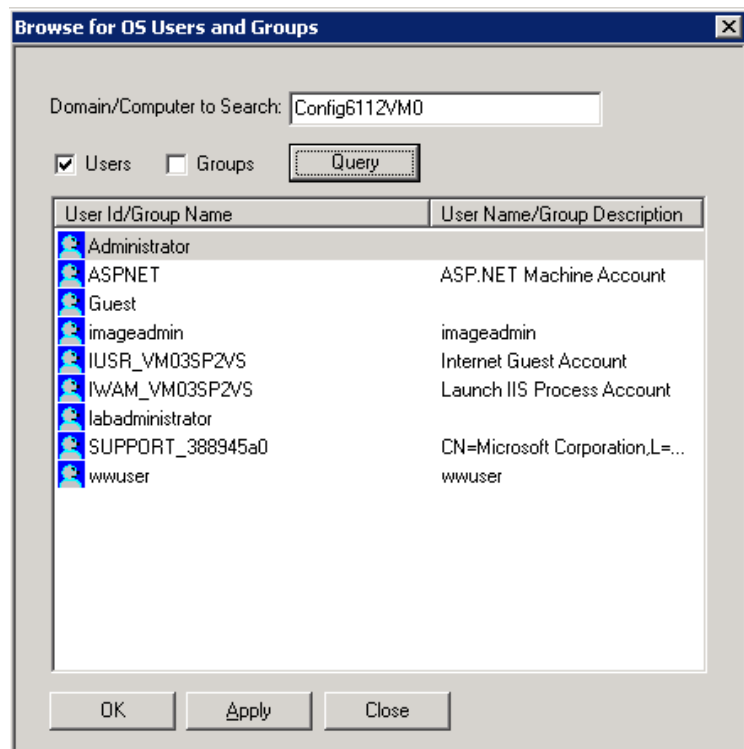 Browse for OS Users and Groups
Domain/Computer to Search: Config6112VM0
Users Groups Query
User Id/Group Name User Name/Group Description
Administrator
ASPNET ASP.NET Machine Account
Guest
imageadmin imageadmin
IUSR_VM03SP2VS Internet Guest Account
IWAM_VM03SP2VS Launch IIS Process Account
labadministrator
SUPPORT_388945a0 CN=Microsoft Corporation,L=...
wwuser wwuser
OK Apply Close